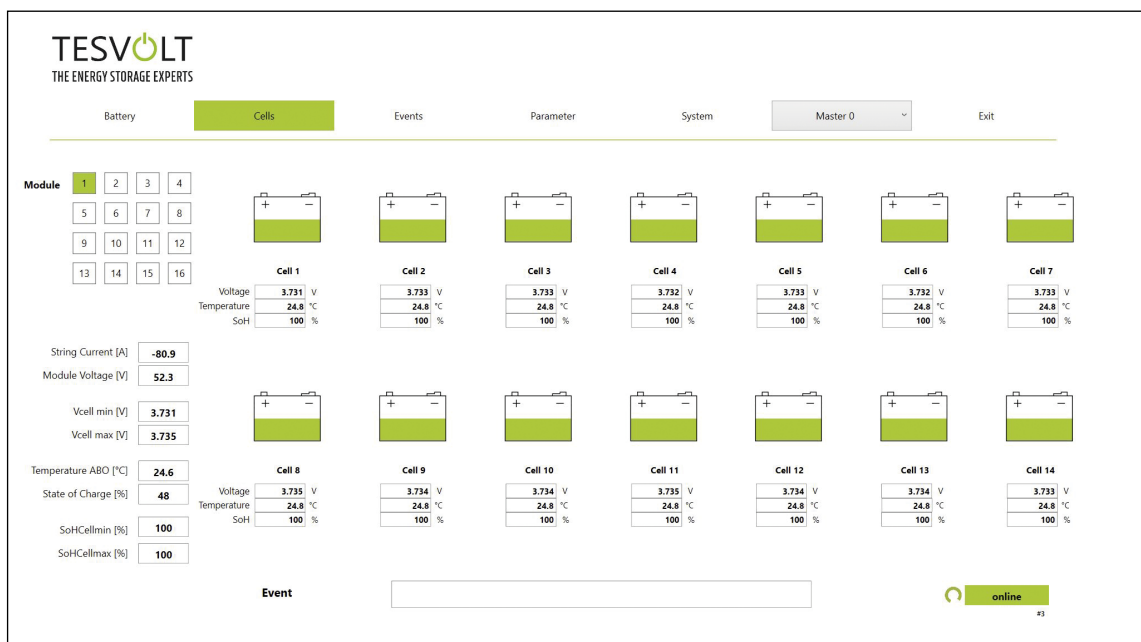 TESVOLT
THE ENERGY STORAGE EXPERTS
Battery Cells Events Parameter System Master 0 Exit
Module 1 2 3 4
5 6 7 8
9 10 11 12
13 14 15 16
+ − + − + − + − + − + − + −
Cell 1 Cell 2 Cell 3 Cell 4 Cell 5 Cell 6 Cell 7
Voltage 3.731 V 3.733 V 3.733 V 3.732 V 3.733 V 3.732 V 3.733 V
Temperature 24.8 °C 24.8 °C 24.8 °C 24.8 °C 24.8 °C 24.8 °C 24.8 °C
SoH 100 % 100 % 100 % 100 % 100 % 100 % 100 %
String Current [A] -80.9
Module Voltage [V] 52.3
Vcell min [V] 3.731
Vcell max [V] 3.735
Temperature ABO [°C] 24.6
State of Charge [%] 48
SoHCellmin [%] 100
SoHCellmax [%] 100
+ − + − + − + − + − + − + −
Cell 8 Cell 9 Cell 10 Cell 11 Cell 12 Cell 13 Cell 14
Voltage 3.735 V 3.734 V 3.734 V 3.735 V 3.734 V 3.734 V 3.733 V
Temperature 24.8 °C 24.8 °C 24.8 °C 24.8 °C 24.8 °C 24.8 °C 24.8 °C
SoH 100 % 100 % 100 % 100 % 100 % 100 % 100 %
Event
online
#3